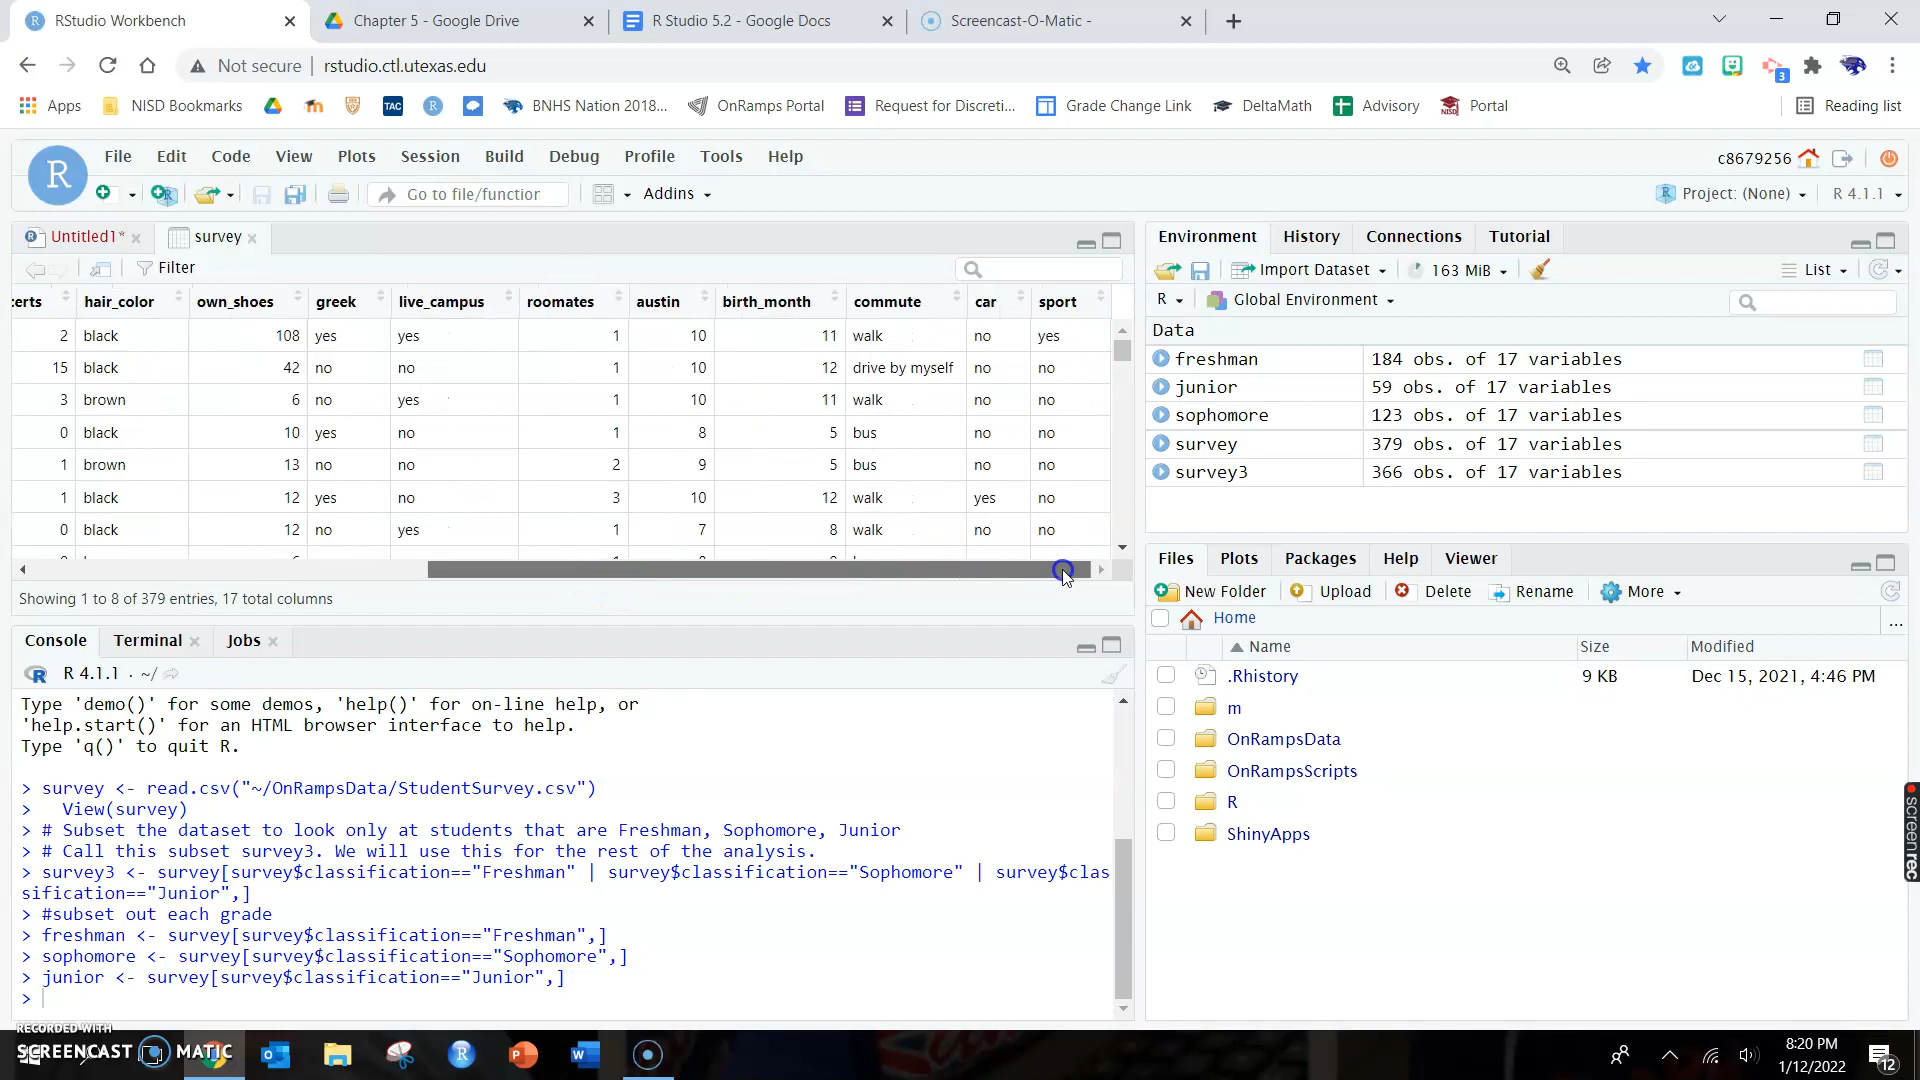 RStudio Workbench
Chapter 5 - Google Drive
R Studio 5.2 - Google Docs
Screencast-O-Matic -
Not secure | rstudio.ctl.utexas.edu
3
Apps NISD Bookmarks TAC BNHS Nation 2018... OnRamps Portal Request for Discreti... Grade Change Link DeltaMath Advisory Portal Reading list
File Edit Code View Plots Session Build Debug Profile Tools Help
c8679256
Go to file/function Addins
Project: (None) R 4.1.1
Untitled1* survey
Filter
certs hair_color own_shoes greek live_campus roomates austin birth_month commute car sport
2 black 108 yes yes 1 10 11 walk no yes
15 black 42 no no 1 10 12 drive by myself no no
3 brown 6 no yes 1 10 11 walk no no
0 black 10 yes no 1 8 5 bus no no
1 brown 13 no no 2 9 5 bus no no
1 black 12 yes no 3 10 12 walk yes no
0 black 12 no yes 1 7 8 walk no no
Showing 1 to 8 of 379 entries, 17 total columns
Console Terminal Jobs
R 4.1.1 · ~/
Type 'demo()' for some demos, 'help()' for on-line help, or
'help.start()' for an HTML browser interface to help.
Type 'q()' to quit R.
> survey <- read.csv("~/OnRampsData/StudentSurvey.csv")
>   View(survey)
> # Subset the dataset to look only at students that are Freshman, Sophomore, Junior
> # Call this subset survey3. We will use this for the rest of the analysis.
> survey3 <- survey[survey$classification=="Freshman" | survey$classification=="Sophomore" | survey$clas
sification=="Junior",]
> #subset out each grade
> freshman <- survey[survey$classification=="Freshman",]
> sophomore <- survey[survey$classification=="Sophomore",]
> junior <- survey[survey$classification=="Junior",]
>
Environment History Connections Tutorial
Import Dataset 163 MiB List
R Global Environment
Data
freshman 184 obs. of 17 variables
junior 59 obs. of 17 variables
sophomore 123 obs. of 17 variables
survey 379 obs. of 17 variables
survey3 366 obs. of 17 variables
Files Plots Packages Help Viewer
New Folder Upload Delete Rename More
Home ...
Name Size Modified
.Rhistory 9 KB Dec 15, 2021, 4:46 PM
m
OnRampsData
OnRampsScripts
R
ShinyApps
screenrec
RECORDED WITH
SCREENCAST MATIC
8:20 PM
1/12/2022
12